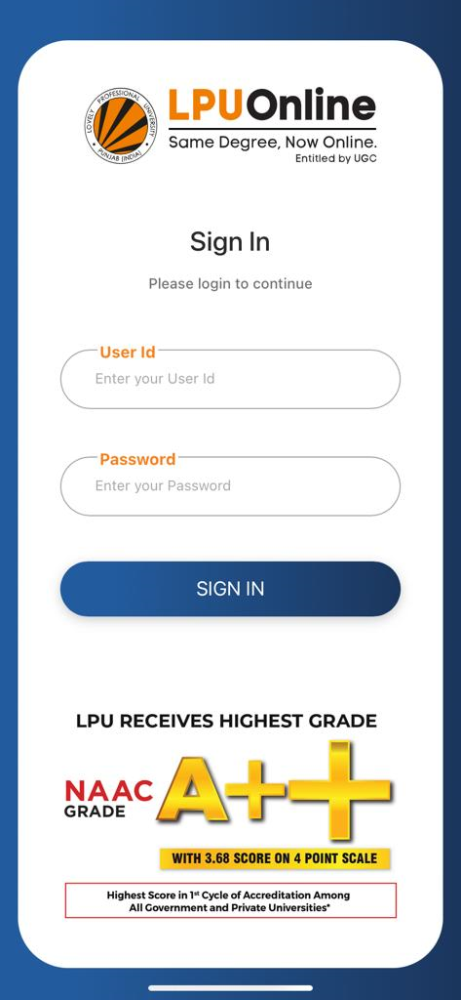 LOVELY PROFESSIONAL UNIVERSITY
PUNJAB (INDIA)
LPUOnline
Same Degree, Now Online.
Entitled by UGC
Sign In
Please login to continue
User Id
Enter your User Id
Password
Enter your Password
SIGN IN
LPU RECEIVES HIGHEST GRADE
NAAC
GRADE
A++
WITH 3.68 SCORE ON 4 POINT SCALE
Highest Score in 1st Cycle of Accreditation Among
All Government and Private Universities*